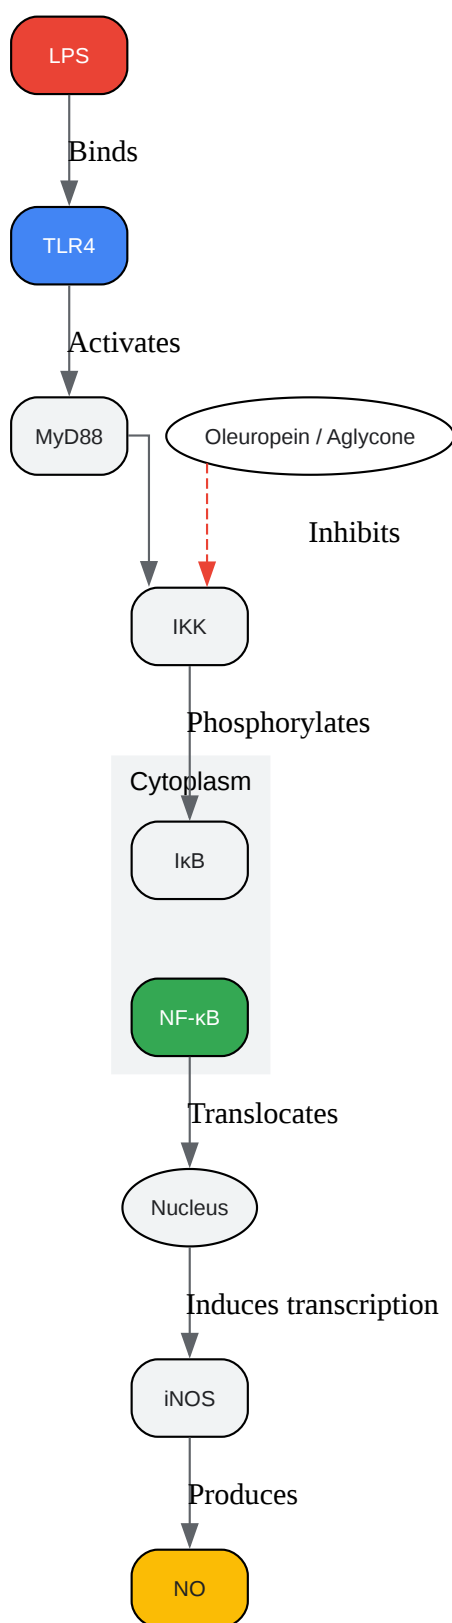 LPS
Binds
TLR4
Activates
MyD88
Oleuropein / Aglycone
Inhibits
IKK
Phosphorylates
Cytoplasm
IκB
NF-κB
Translocates
Nucleus
Induces transcription
iNOS
Produces
NO